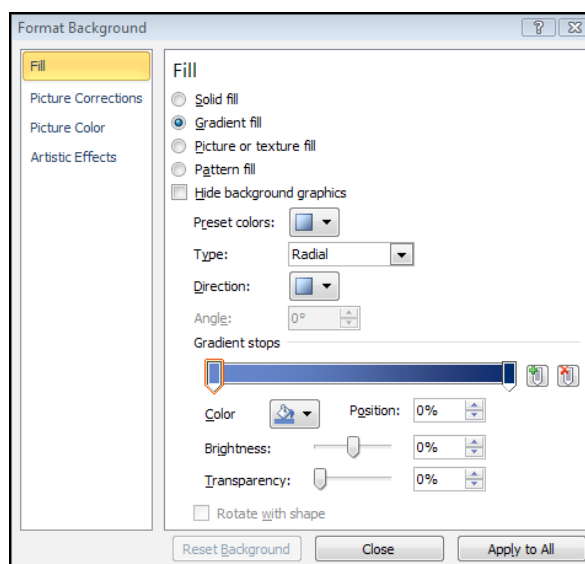 Format Background
Fill
Picture Corrections
Picture Color
Artistic Effects
Fill
Solid fill
Gradient fill
Picture or texture fill
Pattern fill
Hide background graphics
Preset colors:
Type: Radial
Direction:
Angle: 0°
Gradient stops
Color Position: 0%
Brightness: 0%
Transparency: 0%
Rotate with shape
Reset Background Close Apply to All